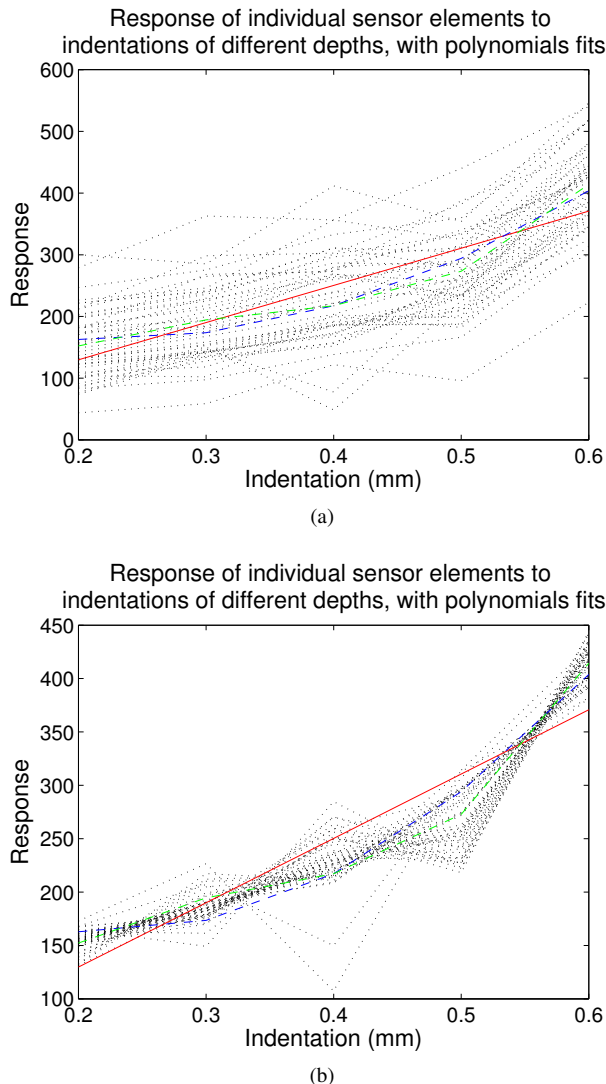 Response of individual sensor elements to
indentations of different depths, with polynomials fits
600
500
400
300
200
100
0
Response
0.2 0.3 0.4 0.5 0.6
Indentation (mm)
(a)
Response of individual sensor elements to
indentations of different depths, with polynomials fits
450
400
350
300
250
200
150
100
Response
0.2 0.3 0.4 0.5 0.6
Indentation (mm)
(b)